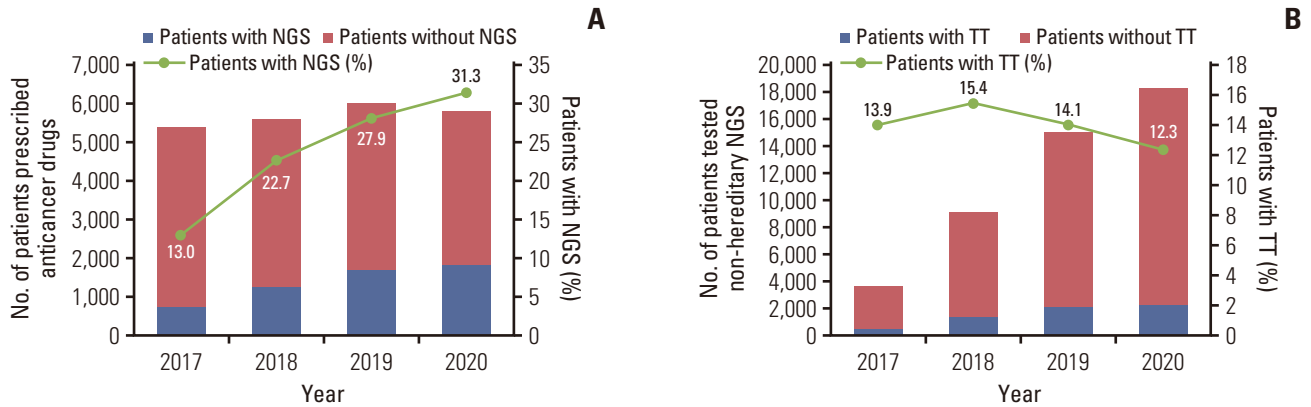 A
Patients with NGS Patients without NGS
Patients with NGS (%)
No. of patients prescribed
anticancer drugs
7,000
6,000
5,000
4,000
3,000
2,000
1,000
0
13.0
22.7
27.9
31.3
35
30
25
20
15
10
5
0
Patients with NGS (%)
2017 2018 2019 2020
Year
B
Patients with TT Patients without TT
Patients with TT (%)
No. of patients tested
non-hereditary NGS
20,000
18,000
16,000
14,000
12,000
10,000
8,000
6,000
4,000
2,000
0
13.9
15.4
14.1
12.3
18
16
14
12
10
8
6
4
2
0
Patients with TT (%)
2017 2018 2019 2020
Year